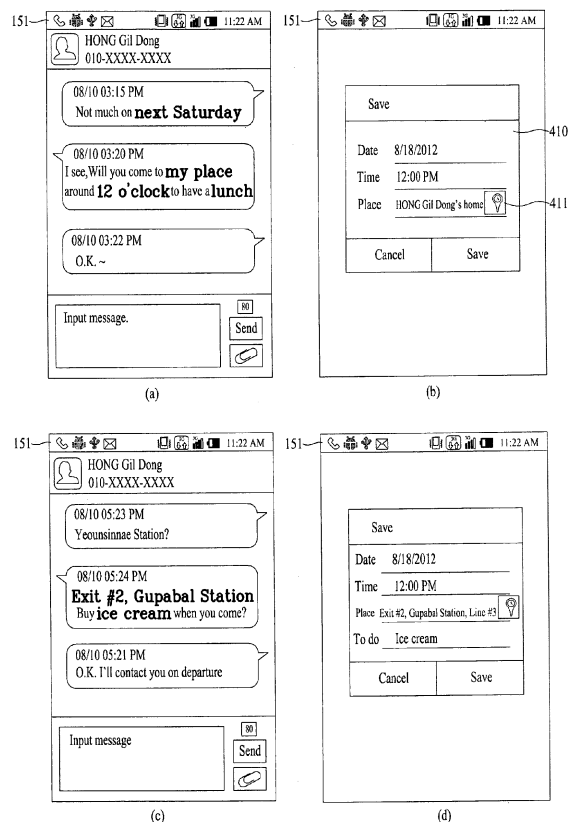 151
11:22 AM
HONG Gil Dong
010-XXXX-XXXX
08/10 03:15 PM
Not much on next Saturday
08/10 03:20 PM
I see,Will you come to my place
around 12 o'clock to have a lunch
08/10 03:22 PM
O.K. ~
Input message.
80
Send
(a)
151
11:22 AM
Save
410
Date 8/18/2012
Time 12:00 PM
Place HONG Gil Dong's home
411
Cancel Save
(b)
151
11:22 AM
HONG Gil Dong
010-XXXX-XXXX
08/10 05:23 PM
Yeounsinnae Station?
08/10 05:24 PM
Exit #2, Gupabal Station
Buy ice cream when you come?
08/10 05:21 PM
O.K. I'll contact you on departure
Input message
80
Send
(c)
151
11:22 AM
Save
Date 8/18/2012
Time 12:00 PM
Place Exit #2, Gupabal Station, Line #3
To do Ice cream
Cancel Save
(d)